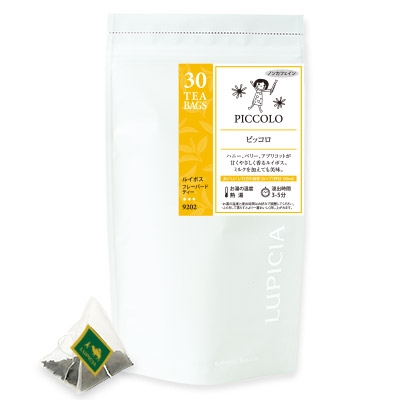 ノンカフェイン
30
TEA
BAGS
PICCOLO
ピッコロ
ハニー、ベリー、アプリコットが
甘くやさしく香るルイボス。
ミルクを加えても美味。
ルイボス
フレーバード
ティー
9202
お湯の温度
熱湯
浸出時間
3-5分
LUPICIA
LUPICIA